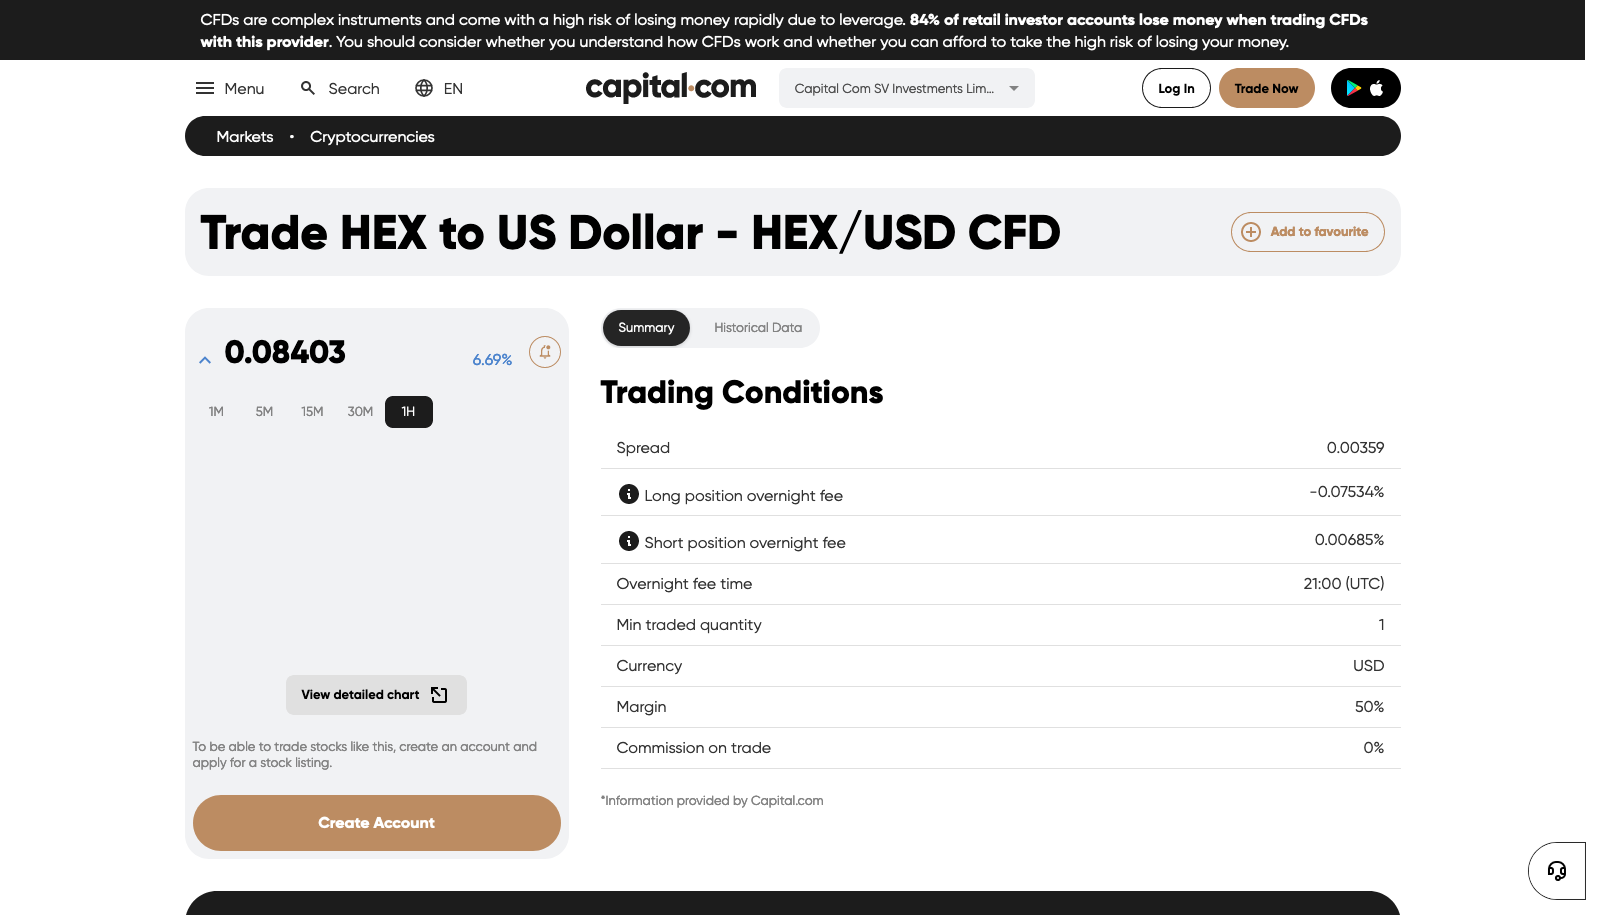 CFDs are complex instruments and come with a high risk of losing money rapidly due to leverage. 84% of retail investor accounts lose money when trading CFDs
with this provider. You should consider whether you understand how CFDs work and whether you can afford to take the high risk of losing your money.
Menu Search EN capital.com Capital Com SV Investments Lim... Log In Trade Now
Markets • Cryptocurrencies
Trade HEX to US Dollar - HEX/USD CFD
Add to favourite
0.08403
6.69%
1M 5M 15M 30M 1H
View detailed chart
To be able to trade stocks like this, create an account and
apply for a stock listing.
Create Account
Summary Historical Data
Trading Conditions
Spread 0.00359
Long position overnight fee -0.07534%
Short position overnight fee 0.00685%
Overnight fee time 21:00 (UTC)
Min traded quantity 1
Currency USD
Margin 50%
Commission on trade 0%
*Information provided by Capital.com